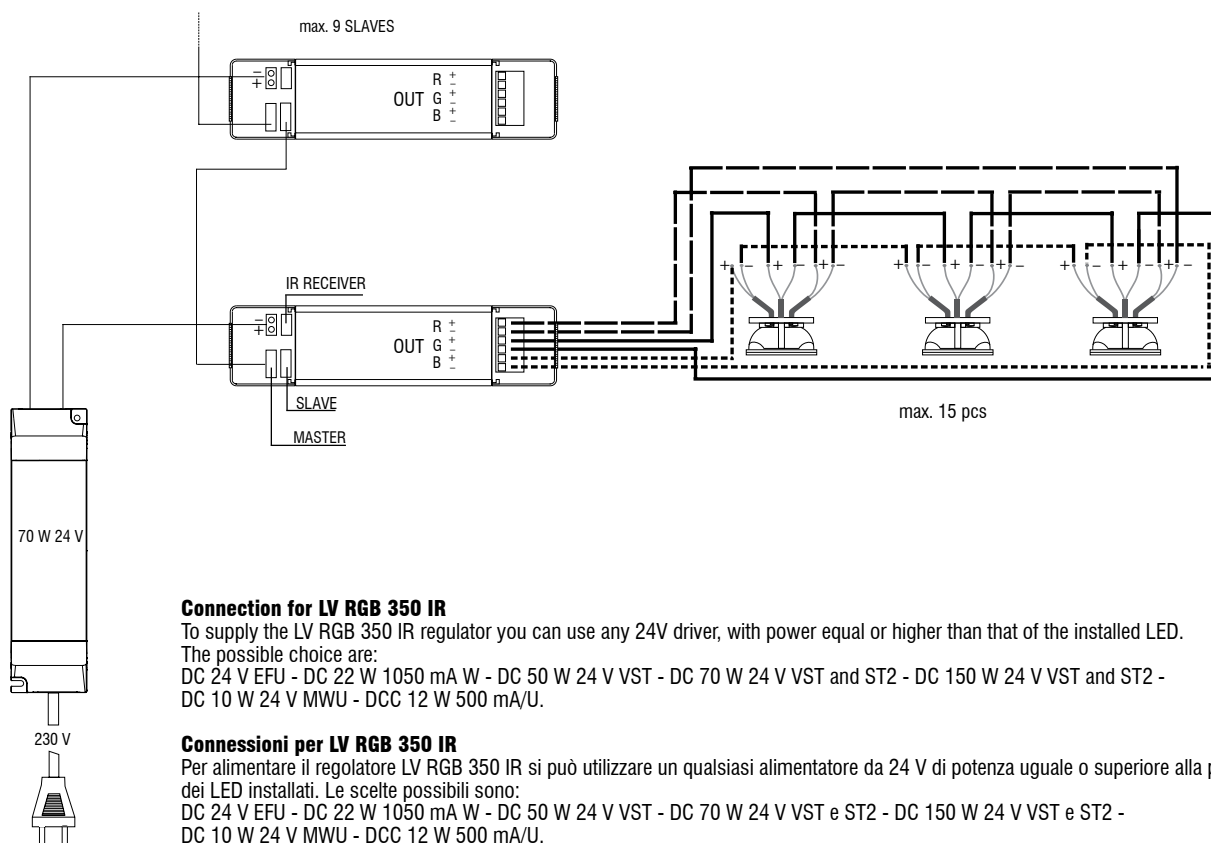 max. 9 SLAVES
−
+
R +
−
OUT G +
−
B +
−
IR RECEIVER
−
+
R +
−
OUT G +
−
B +
−
+ − + − + − + − + − + − + − + − + −
SLAVE
MASTER
max. 15 pcs
70 W 24 V
230 V
Connection for LV RGB 350 IR
To supply the LV RGB 350 IR regulator you can use any 24V driver, with power equal or higher than that of the installed LED.
The possible choice are:
DC 24 V EFU - DC 22 W 1050 mA W - DC 50 W 24 V VST - DC 70 W 24 V VST and ST2 - DC 150 W 24 V VST and ST2 -
DC 10 W 24 V MWU - DCC 12 W 500 mA/U.
Connessioni per LV RGB 350 IR
Per alimentare il regolatore LV RGB 350 IR si può utilizzare un qualsiasi alimentatore da 24 V di potenza uguale o superiore alla
dei LED installati. Le scelte possibili sono:
DC 24 V EFU - DC 22 W 1050 mA W - DC 50 W 24 V VST - DC 70 W 24 V VST e ST2 - DC 150 W 24 V VST e ST2 -
DC 10 W 24 V MWU - DCC 12 W 500 mA/U.